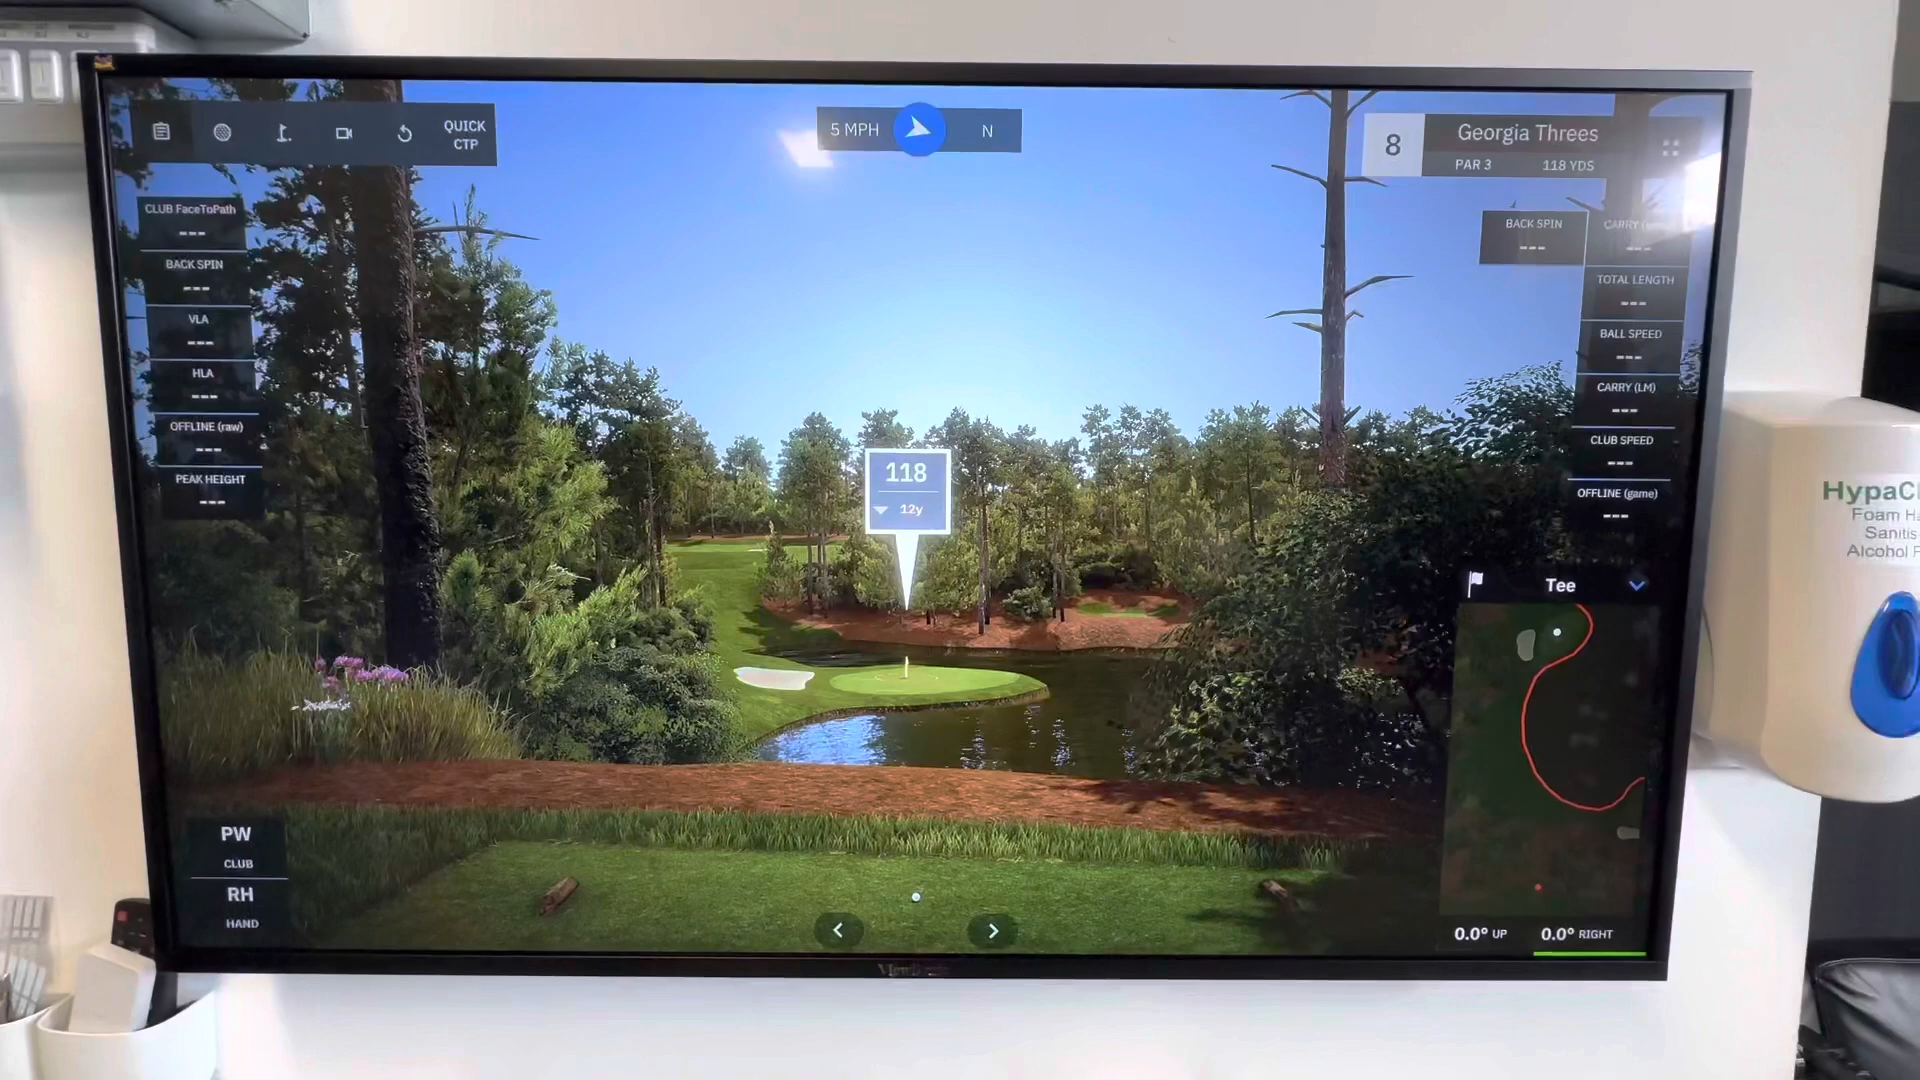 QUICK
CTP
5 MPH
N
8
Georgia Threes
PAR 3
118 YDS
CLUB FaceToPath
---
BACK SPIN
---
VLA
---
HLA
---
OFFLINE (raw)
---
PEAK HEIGHT
---
BACK SPIN
---
CARRY
---
TOTAL LENGTH
---
BALL SPEED
---
CARRY (LM)
---
CLUB SPEED
---
OFFLINE (game)
---
118
12y
Tee
PW
CLUB
RH
HAND
0.0° UP
0.0° RIGHT
Foam
Alcohol